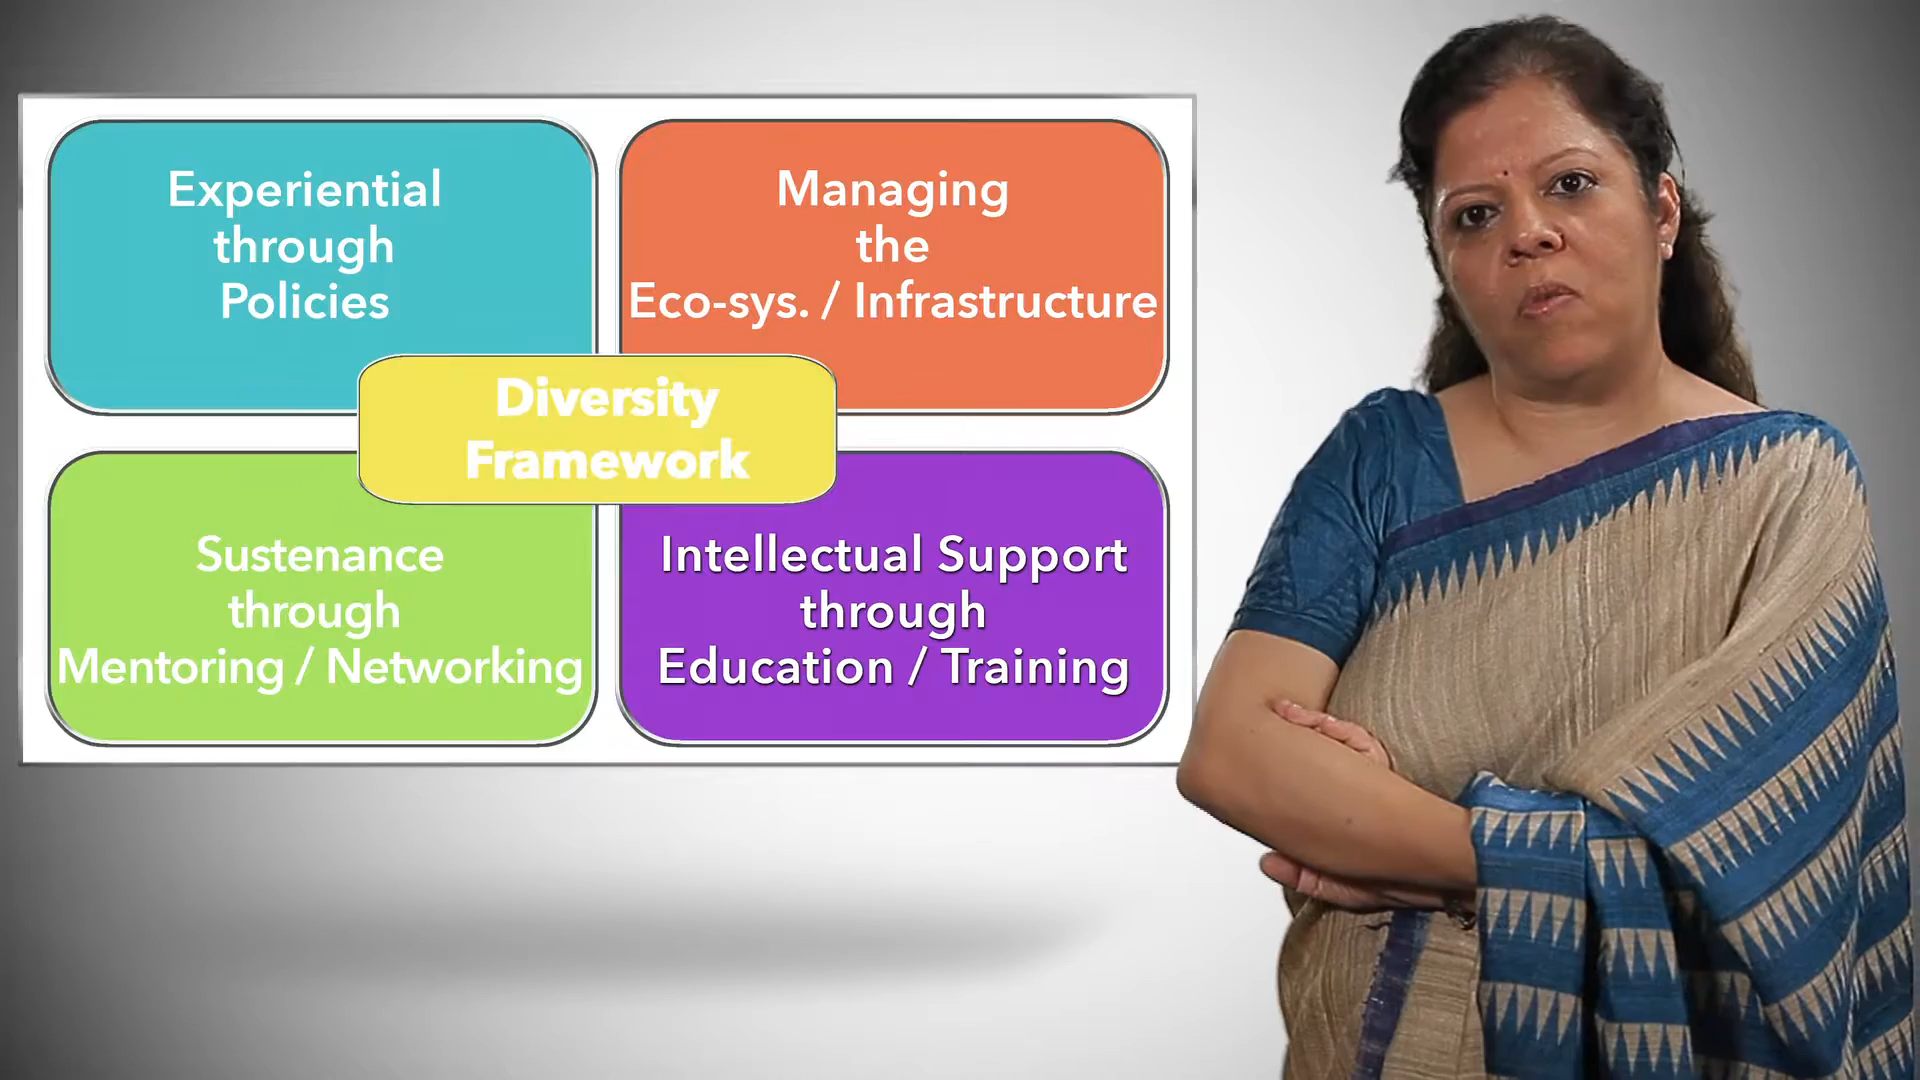 Experiential
through
Policies
Managing
the
Eco-sys. / Infrastructure
Diversity
Framework
Sustenance
through
Mentoring / Networking
Intellectual Support
through
Education / Training